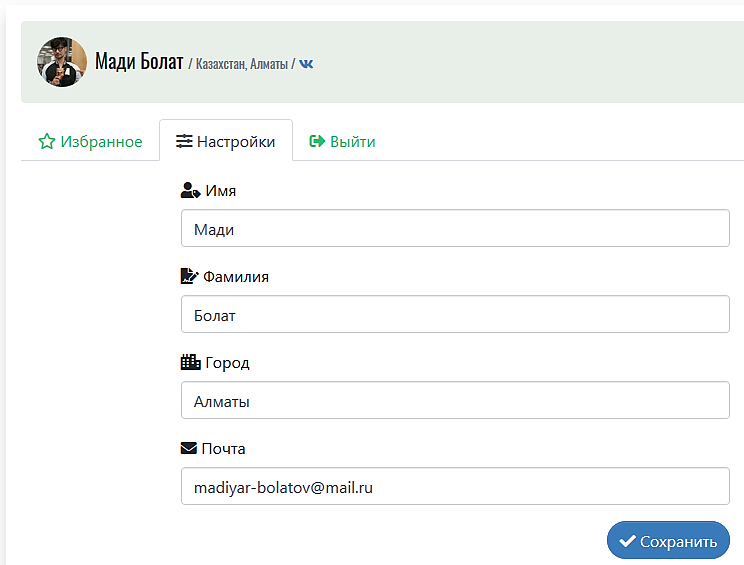 Мади Болат / Казахстан, Алматы /
Избранное Настройки Выйти
Имя
Мади
Фамилия
Болат
Город
Алматы
Почта
madiyar-bolatov@mail.ru
Сохранить